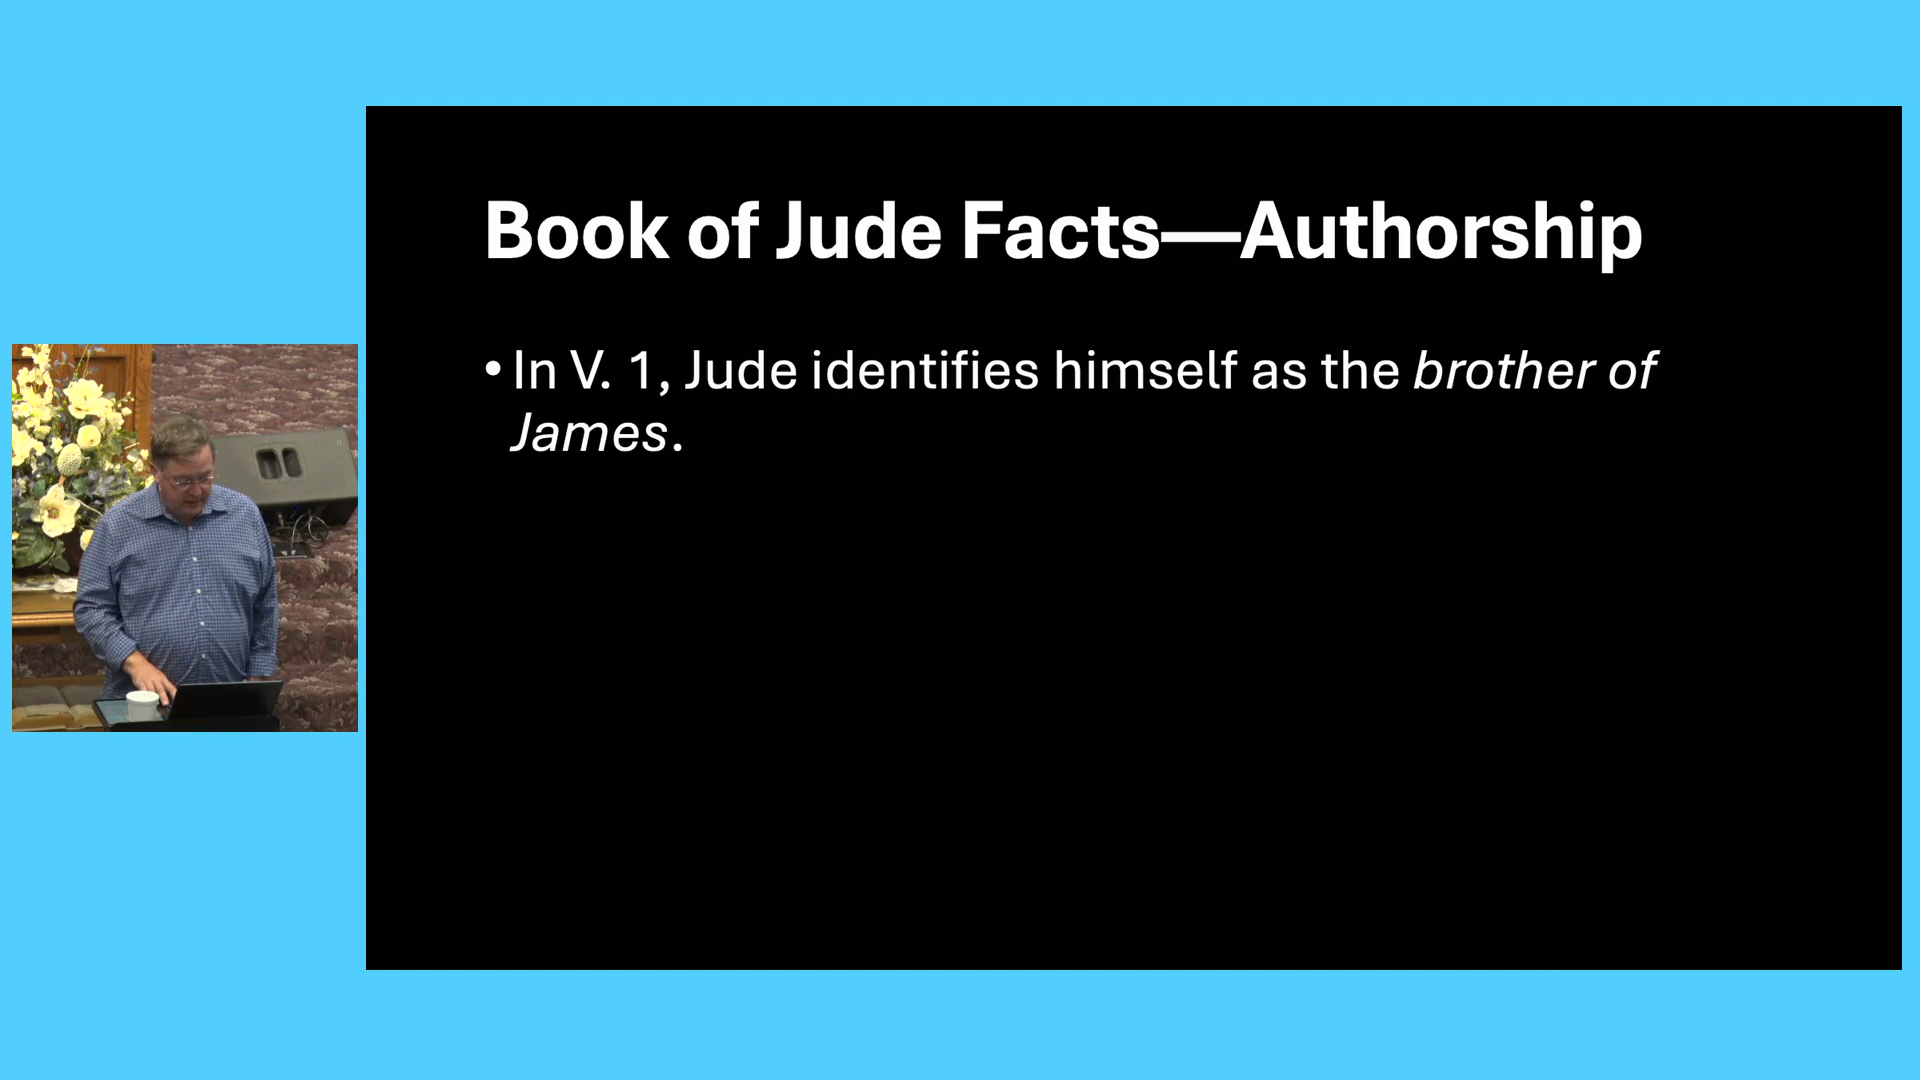 Book of Jude Facts—Authorship
• In V. 1, Jude identifies himself as the brother of
James.